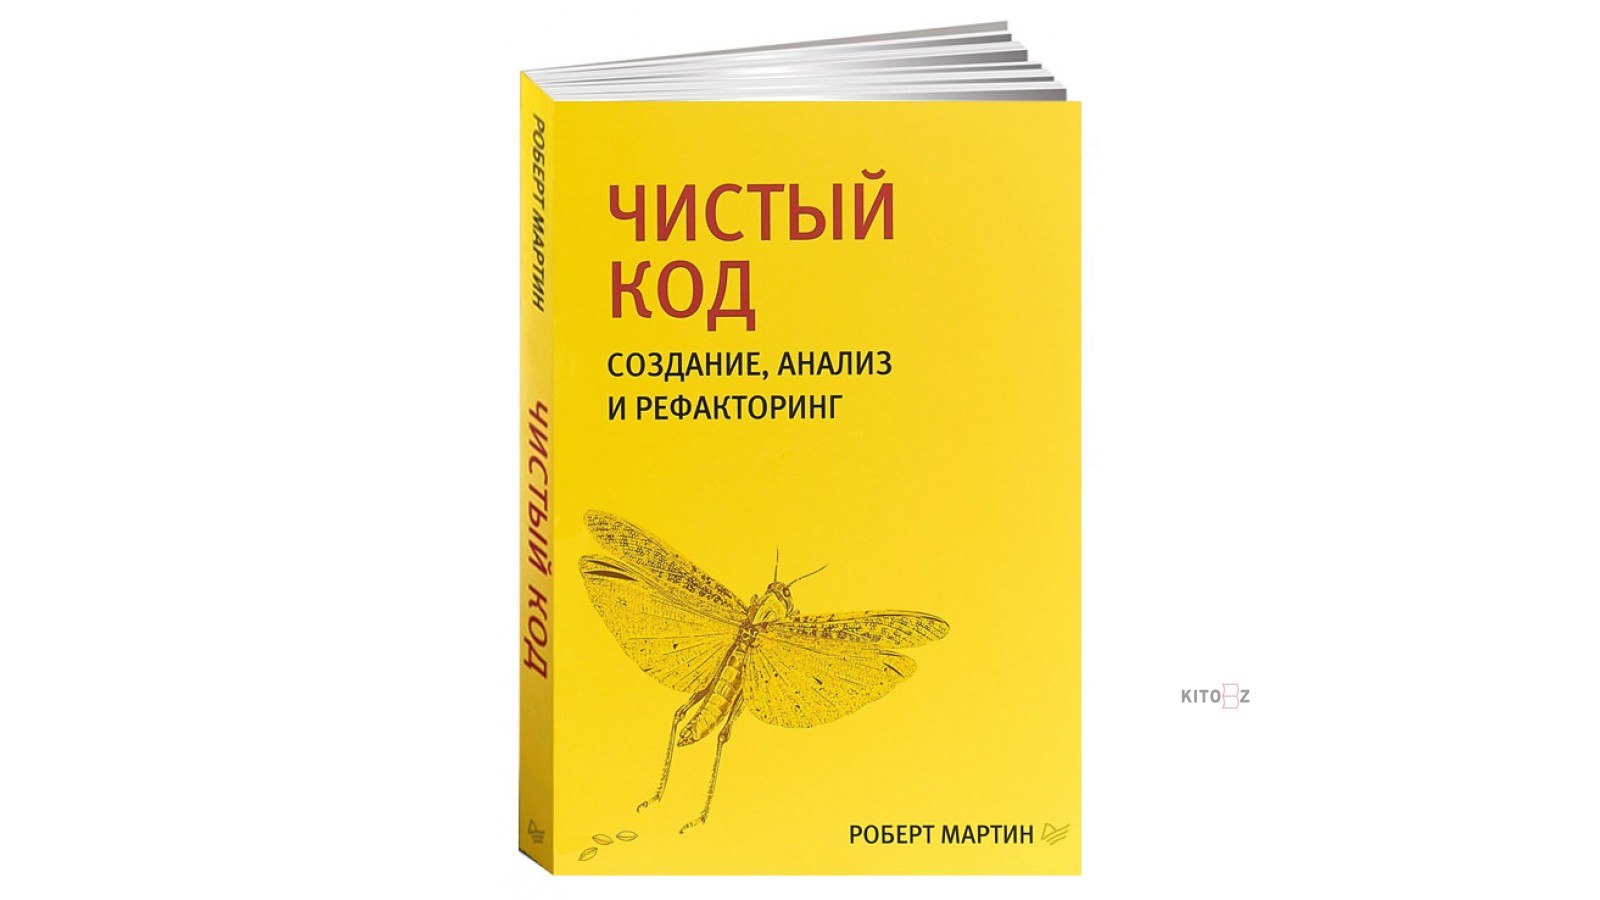 РОБЕРТ МАРТИН
ЧИСТЫЙ КОД
ЧИСТЫЙ
КОД
СОЗДАНИЕ, АНАЛИЗ
И РЕФАКТОРИНГ
РОБЕРТ МАРТИН
KITOBZ